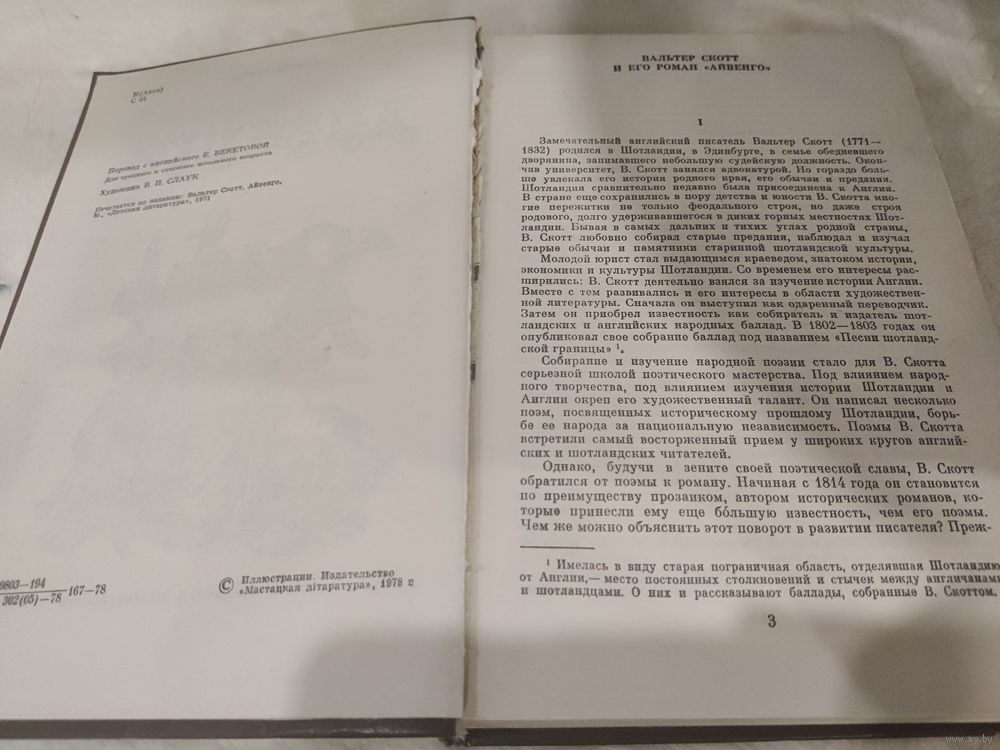 И(Англ)
С 44
Перевод с английского Е. БЕКЕТОВОЙ
Для среднего и старшего школьного возраста
Художник В. П. СЛАУК
Печатается по изданию: Вальтер Скотт, Айвенго.
М., «Детская литература», 1971
0803—194
302(05)—78
167—78
© Иллюстрации. Издательство
«Мастацкая літаратура», 1978 г.
ВАЛЬТЕР СКОТТ
И ЕГО РОМАН «АЙВЕНГО»
I
Замечательный английский писатель Вальтер Скотт (1771—
1832) родился в Шотландии, в Эдинбурге, в семье обедневшего
дворянина, занимавшего небольшую судейскую должность. Окон-
чив университет, В. Скотт занялся адвокатурой. Но гораздо боль-
ше увлекала его история родного края, его обычаи и предания.
Шотландия сравнительно недавно была присоединена к Англии.
В стране еще сохранились в пору детства и юности В. Скотта мно-
гие пережитки не только феодального строя, но даже строя
родового, долго удерживавшегося в диких горных местностях Шот-
ландии. Бывая в самых дальних и тихих углах родной страны,
В. Скотт любовно собирал старые предания, наблюдал и изучал
старые обычаи и памятники старинной шотландской культуры.
Молодой юрист стал выдающимся краеведом, знатоком истории,
экономики и культуры Шотландии. Со временем его интересы рас-
ширились: В. Скотт деятельно взялся за изучение истории Англии.
Вместе с тем развивались и его интересы в области художествен-
ной литературы. Сначала он выступил как одаренный переводчик.
Затем он приобрел известность как собиратель и издатель шот-
ландских и английских народных баллад. В 1802—1803 годах он
опубликовал свое собрание баллад под названием «Песни шотланд-
ской границы» ¹.
Собирание и изучение народной поэзии стало для В. Скотта
серьезной школой поэтического мастерства. Под влиянием народ-
ного творчества, под влиянием изучения истории Шотландии и
Англии окреп его художественный талант. Он написал несколько
поэм, посвященных историческому прошлому Шотландии, борь-
бе ее народа за национальную независимость. Поэмы В. Скотта
встретили самый восторженный прием у широких кругов англий-
ских и шотландских читателей.
Однако, будучи в зените своей поэтической славы, В. Скотт
обратился от поэмы к роману. Начиная с 1814 года он становится
по преимуществу прозаиком, автором исторических романов, ко-
торые принесли ему еще бо́льшую известность, чем его поэмы.
Чем же можно объяснить этот поворот в развитии писателя? Преж-
¹ Имелась в виду старая пограничная область, отделявшая Шотландию
от Англии,— место постоянных столкновений и стычек между англичанами
и шотландцами. О них и рассказывают баллады, собранные В. Скоттом.
3
www.ay.by